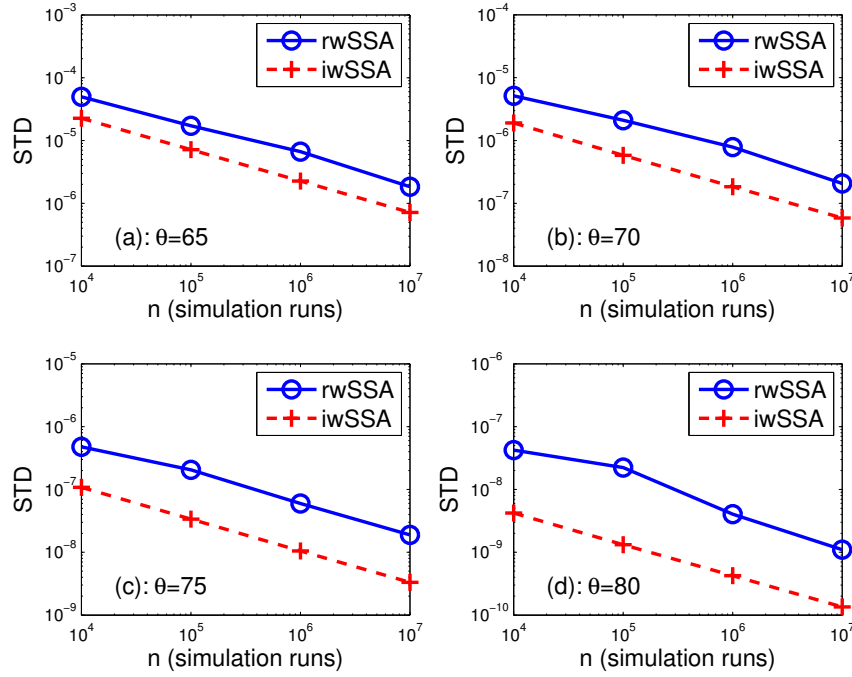 10^-3
10^-4
10^-5
10^-6
10^-7
STD
rwSSA
iwSSA
(a): θ=65
10^4 10^5 10^6 10^7
n (simulation runs)
10^-4
10^-5
10^-6
10^-7
10^-8
STD
rwSSA
iwSSA
(b): θ=70
10^4 10^5 10^6 10^7
n (simulation runs)
10^-5
10^-6
10^-7
10^-8
10^-9
STD
rwSSA
iwSSA
(c): θ=75
10^4 10^5 10^6 10^7
n (simulation runs)
10^-6
10^-7
10^-8
10^-9
10^-10
STD
rwSSA
iwSSA
(d): θ=80
10^4 10^5 10^6 10^7
n (simulation runs)